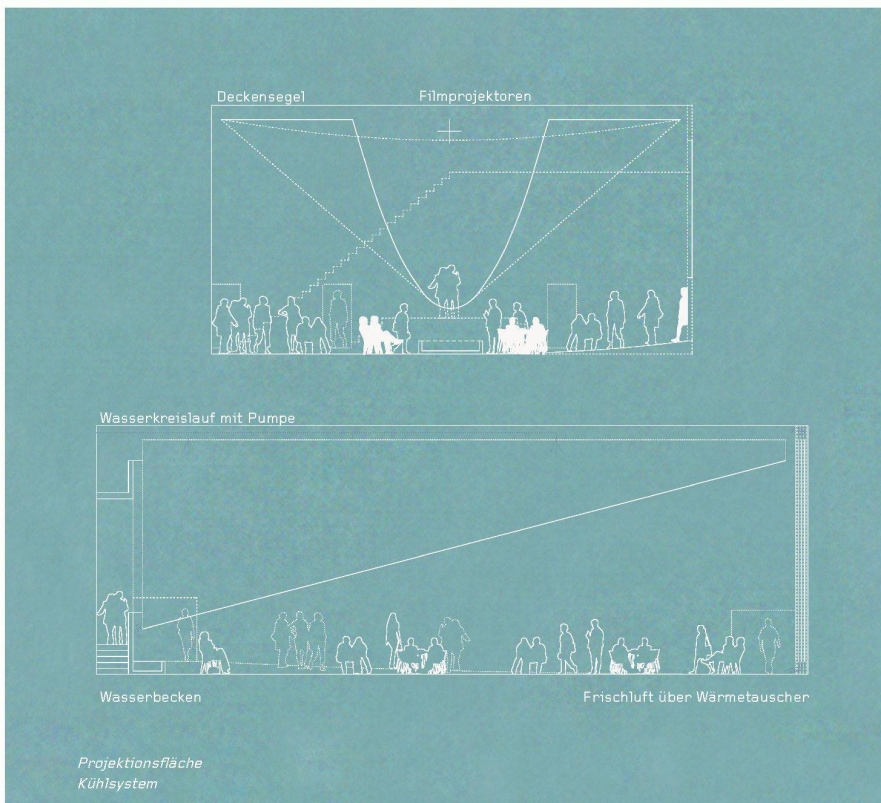 Deckensegel
Filmprojektoren
Wasserkreislauf mit Pumpe
Wasserbecken
Frischluft über Wärmetauscher
Projektionsfläche
Kühlsystem